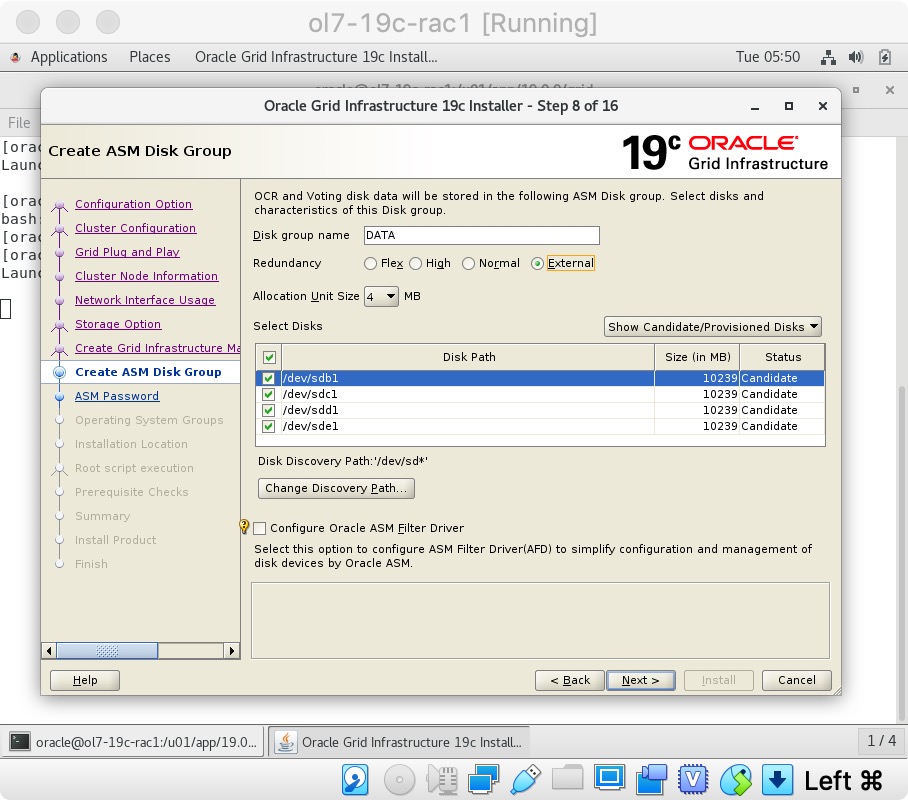 ol7-19c-rac1 [Running]
Applications Places Oracle Grid Infrastructure 19c Install... Tue 05:50
File
Oracle Grid Infrastructure 19c Installer - Step 8 of 16
Create ASM Disk Group
19c ORACLE
Grid Infrastructure
[orac
Laun
[orac
bash:
[orac
[orac
Laun
Configuration Option
Cluster Configuration
Grid Plug and Play
Cluster Node Information
Network Interface Usage
Storage Option
Create Grid Infrastructure Ma
Create ASM Disk Group
ASM Password
Operating System Groups
Installation Location
Root script execution
Prerequisite Checks
Summary
Install Product
Finish
OCR and Voting disk data will be stored in the following ASM Disk group. Select disks and
characteristics of this Disk group.
Disk group name DATA
Redundancy Flex High Normal External
Allocation Unit Size 4 MB
Select Disks Show Candidate/Provisioned Disks
Disk Path Size (in MB) Status
/dev/sdb1 10239 Candidate
/dev/sdc1 10239 Candidate
/dev/sdd1 10239 Candidate
/dev/sde1 10239 Candidate
Disk Discovery Path:'/dev/sd*'
Change Discovery Path...
Configure Oracle ASM Filter Driver
Select this option to configure ASM Filter Driver(AFD) to simplify configuration and management of
disk devices by Oracle ASM.
Help < Back Next > Install Cancel
oracle@ol7-19c-rac1:/u01/app/19.0... Oracle Grid Infrastructure 19c Install... 1 / 4
Left ⌘